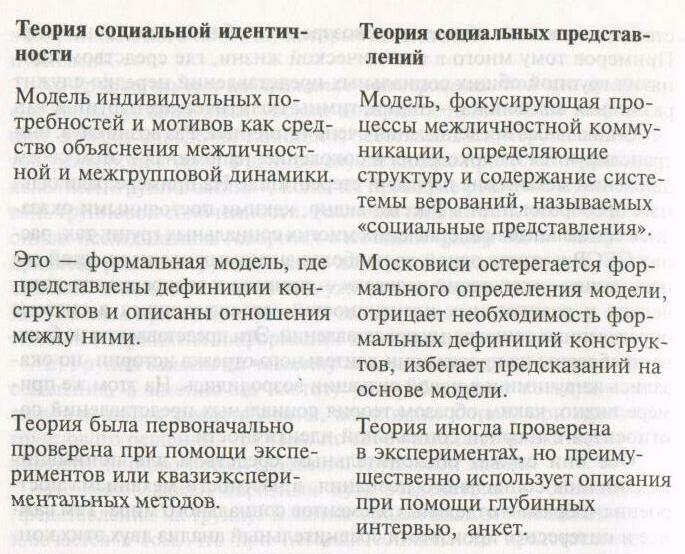 Теория социальной идентич-
ности
Модель индивидуальных по-
требностей и мотивов как сред-
ство объяснения межличност-
ной и межгрупповой динамики.
Это — формальная модель, где
представлены дефиниции кон-
структов и описаны отношения
между ними.
Теория была первоначально
проверена при помощи экспе-
риментов или квазиэкспери-
ментальных методов.
Теория социальных представ-
лений
Модель, фокусирующая про-
цессы межличностной комму-
никации как определяющие
структуру и содержание систе-
мы верований, называемых
«социальные представления».
Московиси остерегается фор-
мального определения модели,
отрицает необходимость фор-
мальных дефиниций конструк-
тов, избегает предсказаний на
основе модели.
Теория иногда проверена
в экспериментах, но преиму-
щественно использует описания
при помощи глубинных
интервью, анкет.